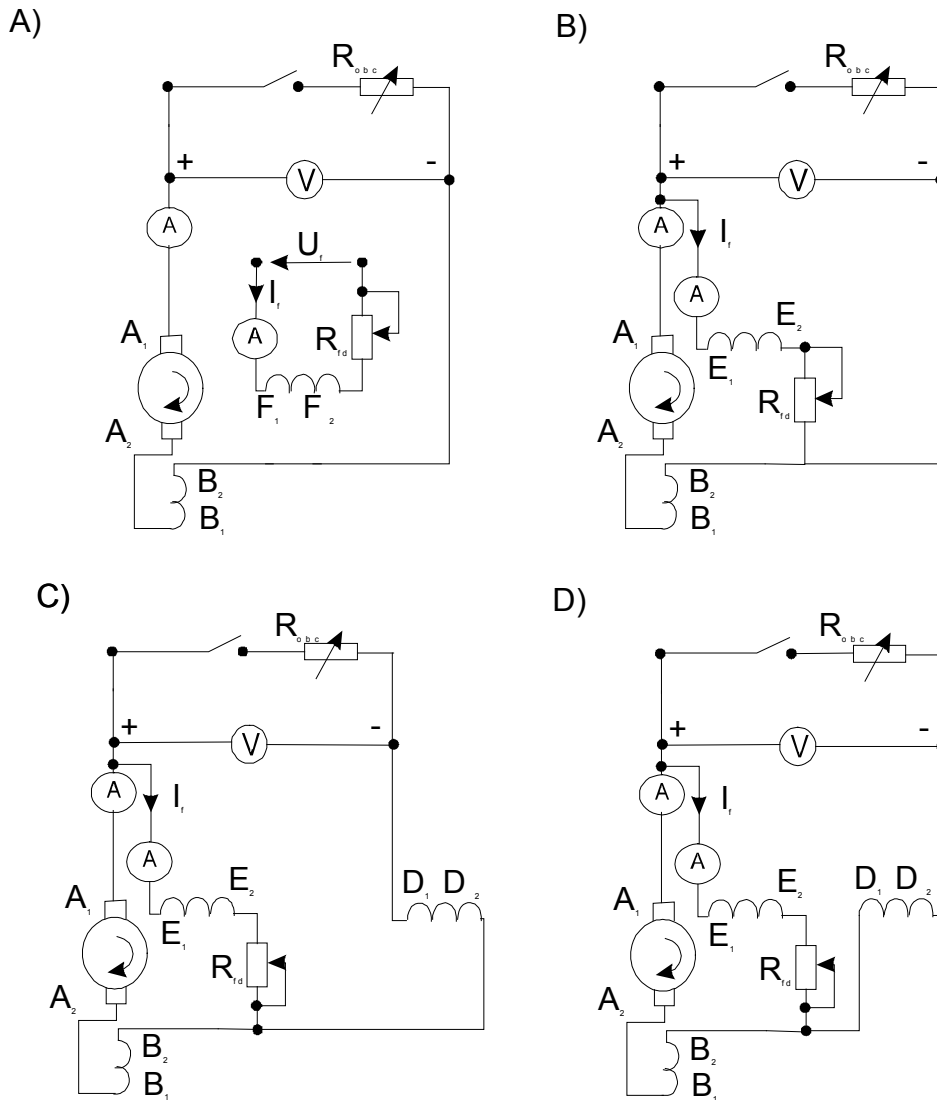 A)
R obc
+ -
V
A
U f
I f
A
A 1
R fd
F 1 F 2
A 2
B 2
B 1
B)
R obc
+ -
V
A
I f
A
E 2
A 1
E 1
R fd
A 2
B 2
B 1
C)
R obc
+ -
V
A
I f
A
E 2
D 1 D 2
A 1
E 1
R fd
A 2
B 2
B 1
D)
R obc
+ -
V
A
I f
A
E 2
D 1 D 2
A 1
E 1
R fd
A 2
B 2
B 1